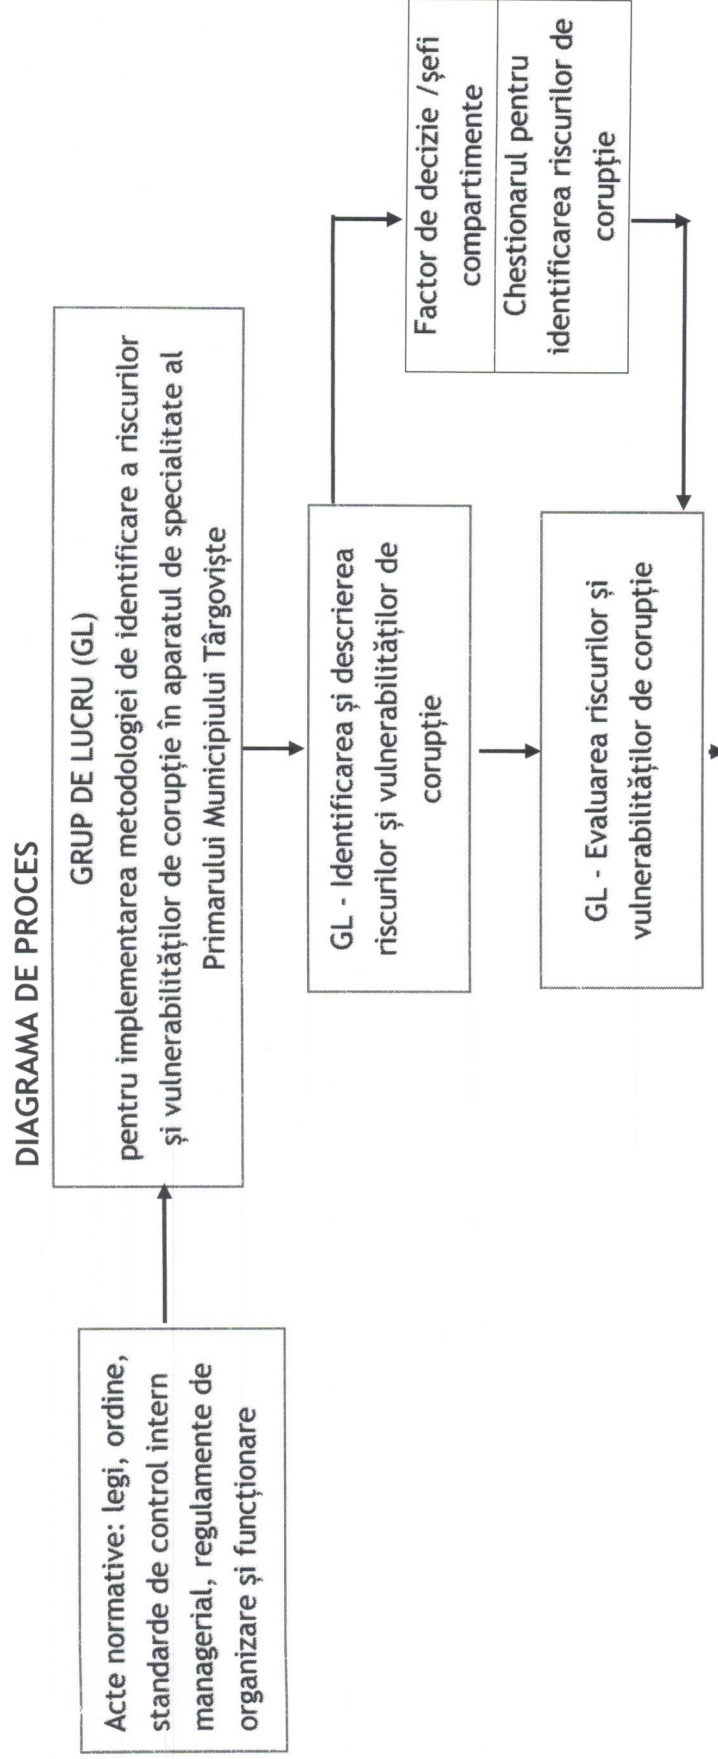 DIAGRAMA DE PROCES
Acte normative: legi, ordine,
standarde de control intern
managerial, regulamente de
organizare și funcționare
GRUP DE LUCRU (GL)
pentru implementarea metodologiei de identificare a riscurilor
și vulnerabilităților de corupție în aparatul de specialitate al
Primarului Municipiului Târgoviște
GL - Identificarea și descrierea
riscurilor și vulnerabilităților de
corupție
Factor de decizie /șefi
compartimente
Chestionarul pentru
identificarea riscurilor de
corupție
GL - Evaluarea riscurilor și
vulnerabilităților de corupție